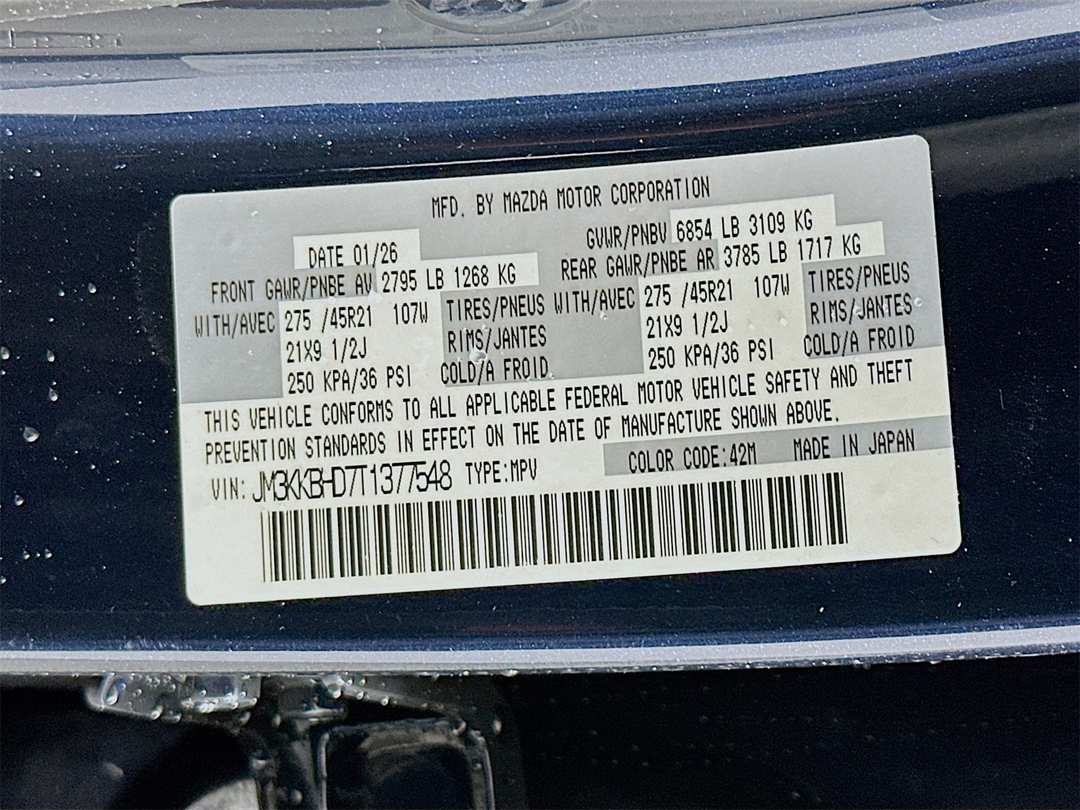 MFD. BY MAZDA MOTOR CORPORATION
DATE 01/26 GVWR/PNBV 6854 LB 3109 KG
FRONT GAWR/PNBE AV 2795 LB 1268 KG REAR GAWR/PNBE AR 3785 LB 1717 KG
WITH/AVEC 275 /45R21 107W TIRES/PNEUS WITH/AVEC 275 /45R21 107W TIRES/PNEUS
21X9 1/2J RIMS/JANTES 21X9 1/2J RIMS/JANTES
250 KPA/36 PSI COLD/A FROID 250 KPA/36 PSI COLD/A FROID
THIS VEHICLE CONFORMS TO ALL APPLICABLE FEDERAL MOTOR VEHICLE SAFETY AND THEFT
PREVENTION STANDARDS IN EFFECT ON THE DATE OF MANUFACTURE SHOWN ABOVE.
COLOR CODE:42M MADE IN JAPAN
VIN: JM3KKBHD7T1377548 TYPE:MPV